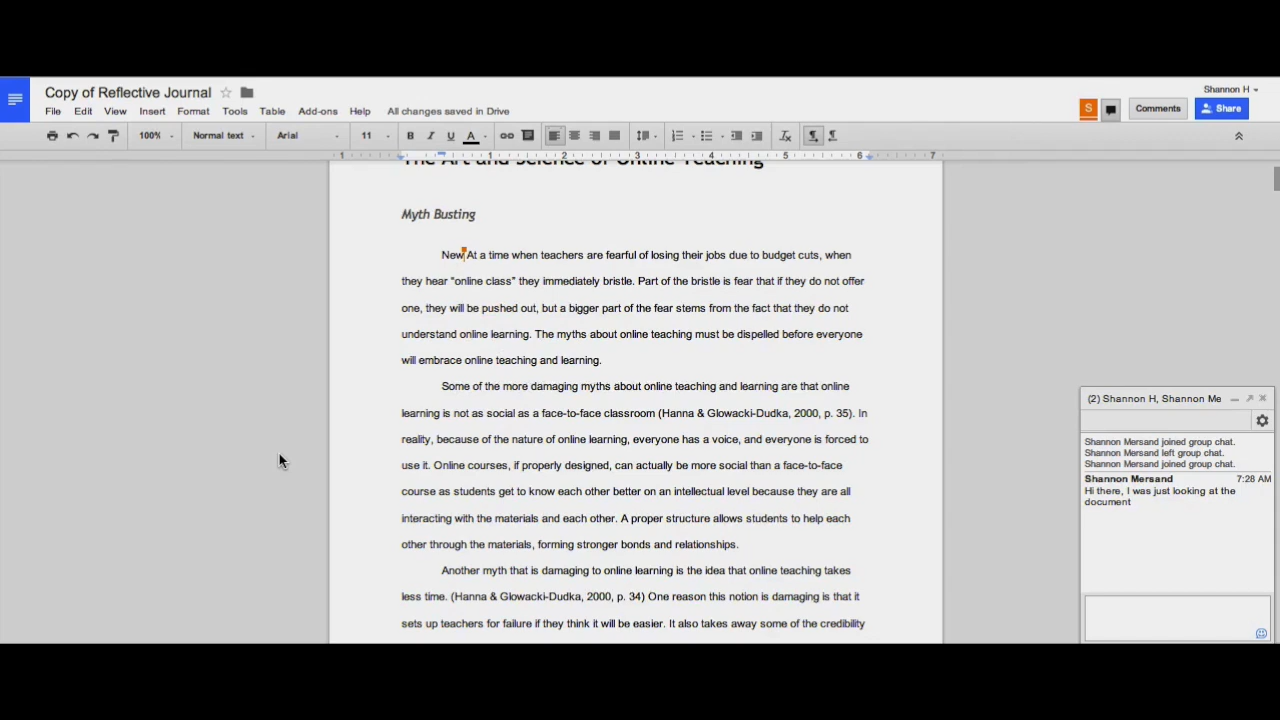 Copy of Reflective Journal
Shannon H
File Edit View Insert Format Tools Table Add-ons Help All changes saved in Drive
S Comments Share
100% Normal text Arial 11 B I U A
1 1 2 3 4 5 6 7
The Art and Science of Online Teaching
Myth Busting
New At a time when teachers are fearful of losing their jobs due to budget cuts, when
they hear “online class” they immediately bristle. Part of the bristle is fear that if they do not offer
one, they will be pushed out, but a bigger part of the fear stems from the fact that they do not
understand online learning. The myths about online teaching must be dispelled before everyone
will embrace online teaching and learning.
Some of the more damaging myths about online teaching and learning are that online
learning is not as social as a face-to-face classroom (Hanna & Glowacki-Dudka, 2000, p. 35). In
reality, because of the nature of online learning, everyone has a voice, and everyone is forced to
use it. Online courses, if properly designed, can actually be more social than a face-to-face
course as students get to know each other better on an intellectual level because they are all
interacting with the materials and each other. A proper structure allows students to help each
other through the materials, forming stronger bonds and relationships.
Another myth that is damaging to online learning is the idea that online teaching takes
less time. (Hanna & Glowacki-Dudka, 2000, p. 34) One reason this notion is damaging is that it
sets up teachers for failure if they think it will be easier. It also takes away some of the credibility
(2) Shannon H, Shannon Me
Shannon Mersand joined group chat.
Shannon Mersand left group chat.
Shannon Mersand joined group chat.
Shannon Mersand 7:28 AM
Hi there, I was just looking at the
document